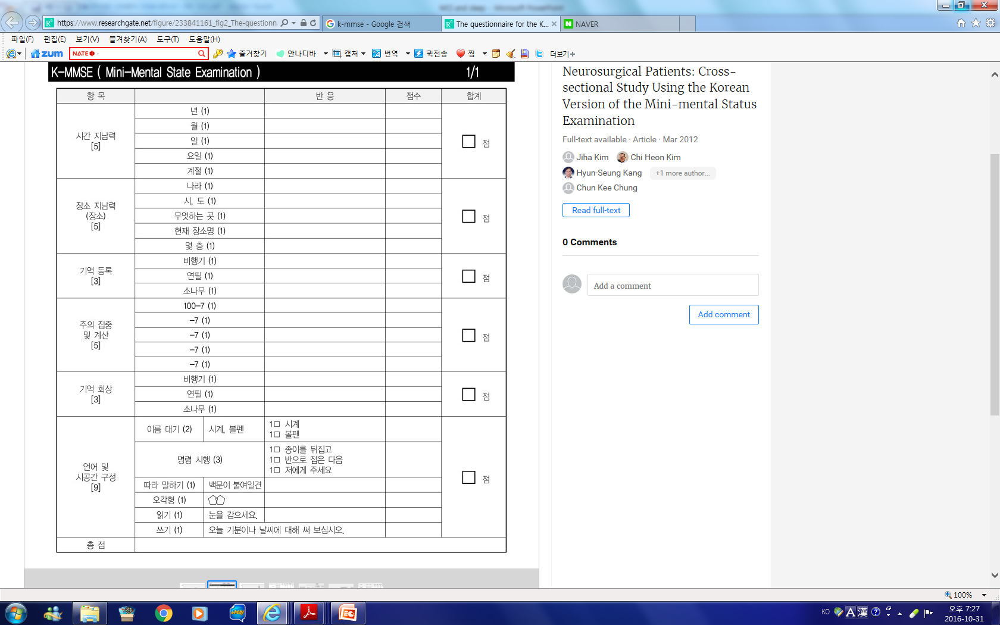 https://www.researchgate.net/figure/233841161_fig2_The-questionn
k-mmse - Google 검색
The questionnaire for the K...
NAVER
파일(F) 편집(E) 보기(V) 즐겨찾기(A) 도구(T) 도움말(H)
zum
NATE
즐겨찾기
안나디바
캡처
번역
퀵전송
찜
더보기+
K-MMSE ( Mini-Mental State Examination ) 1/1
항 목 반 응 점수 합계
시간 지남력
[5]
년 (1)
월 (1)
일 (1)
요일 (1)
계절 (1)
점
장소 지남력
(장소)
[5]
나라 (1)
시, 도 (1)
무엇하는 곳 (1)
현재 장소명 (1)
몇 층 (1)
점
기억 등록
[3]
비행기 (1)
연필 (1)
소나무 (1)
점
주의 집중
및 계산
[5]
100-7 (1)
-7 (1)
-7 (1)
-7 (1)
-7 (1)
점
기억 회상
[3]
비행기 (1)
연필 (1)
소나무 (1)
점
언어 및
시공간 구성
[9]
이름 대기 (2) 시계, 볼펜
1□ 시계
1□ 볼펜
명령 시행 (3)
1□ 종이를 뒤집고
1□ 반으로 접은 다음
1□ 저에게 주세요
따라 말하기 (1) 백문이 불여일견
오각형 (1)
읽기 (1) 눈을 감으세요.
쓰기 (1) 오늘 기분이나 날씨에 대해 써 보십시오.
점
총 점
Neurosurgical Patients: Cross-
sectional Study Using the Korean
Version of the Mini-mental Status
Examination
Full-text available · Article · Mar 2012
Jiha Kim Chi Heon Kim
Hyun-Seung Kang +1 more author...
Chun Kee Chung
Read full-text
0 Comments
Add a comment
Add comment
100%
KO A 漢
오후 7:27
2016-10-31